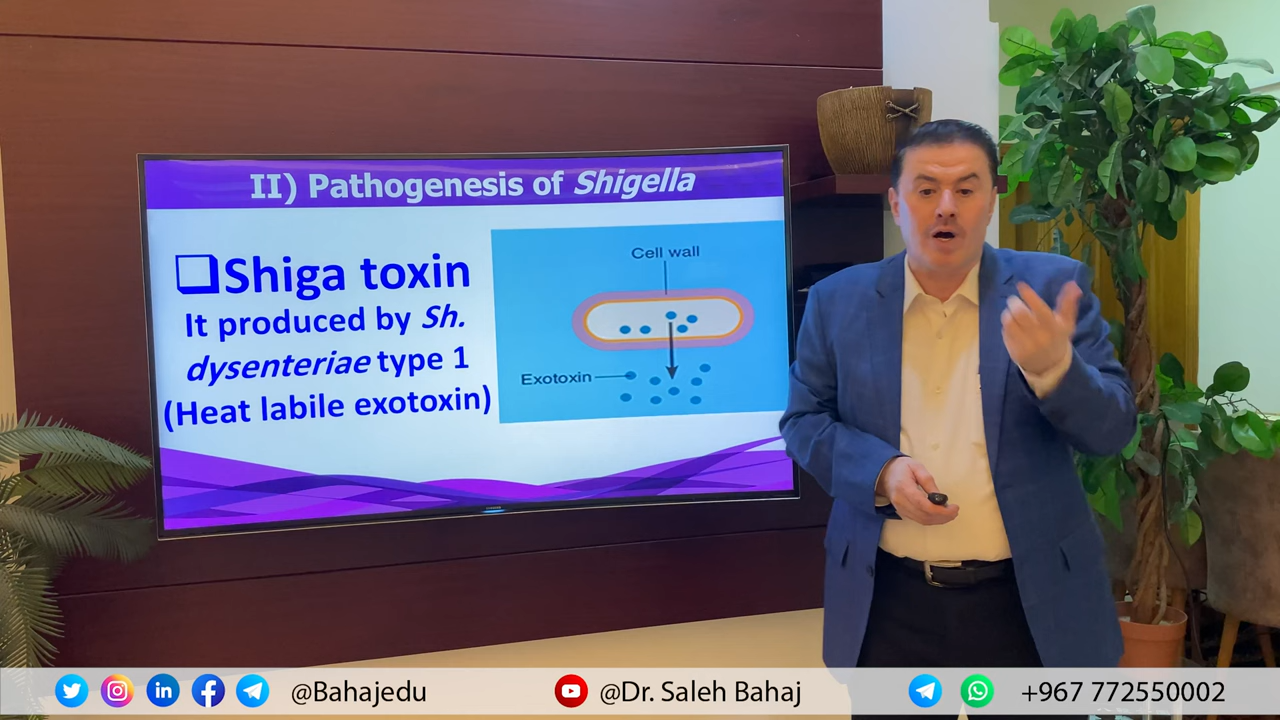 II) Pathogenesis of Shigella
❑Shiga toxin
It produced by Sh.
dysenteriae type 1
(Heat labile exotoxin)
Cell wall
Exotoxin
@Bahajedu
@Dr. Saleh Bahaj
+967 772550002